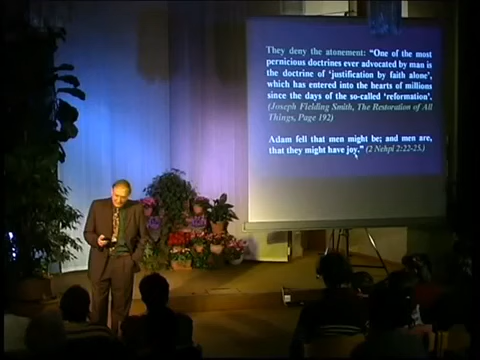 They deny the atonement: "One of the most
pernicious doctrines ever advocated by man is
the doctrine of 'justification by faith alone',
which has entered into the hearts of millions
since the days of the so-called 'reformation'.
(Joseph Fielding Smith, The Restoration of All
Things, Page 192)
Adam fell that men might be; and men are,
that they might have joy." (2 Nehpi 2:22-25.)